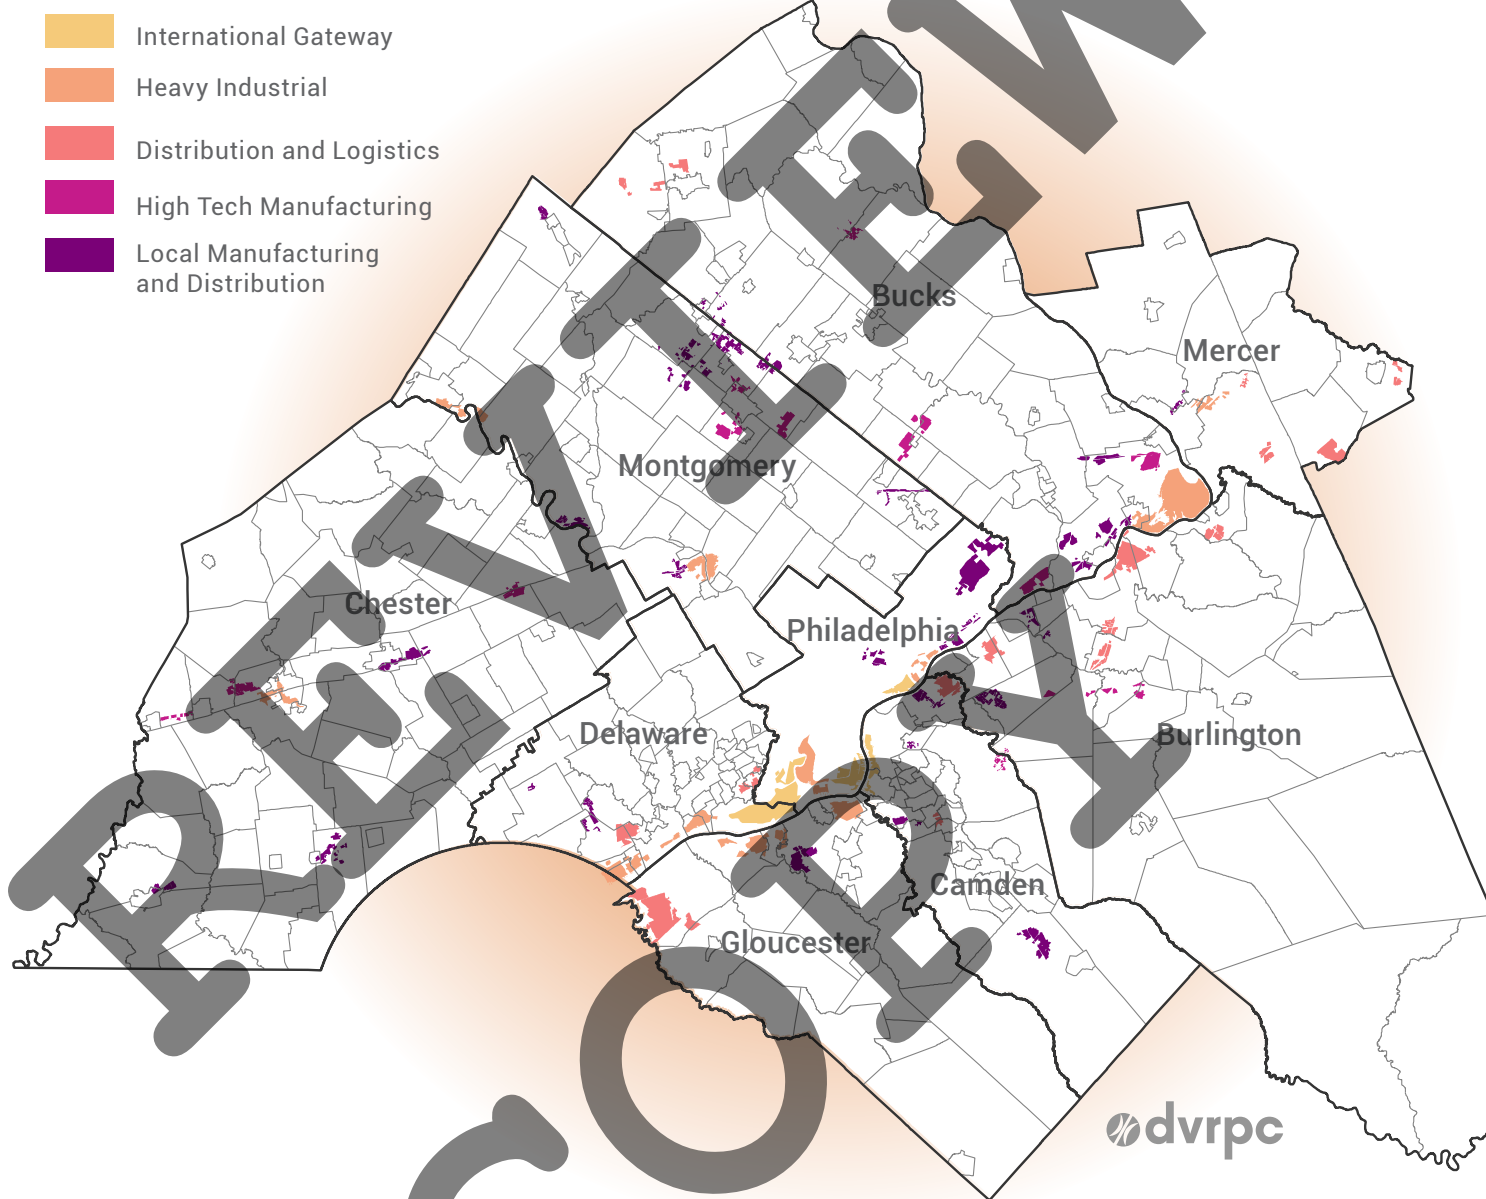 International Gateway
Heavy Industrial
Distribution and Logistics
High Tech Manufacturing
Local Manufacturing
and Distribution
Bucks
Mercer
Montgomery
Chester
Philadelphia
Delaware
Burlington
Camden
Gloucester
dvrpc
PREVIEW
COPY